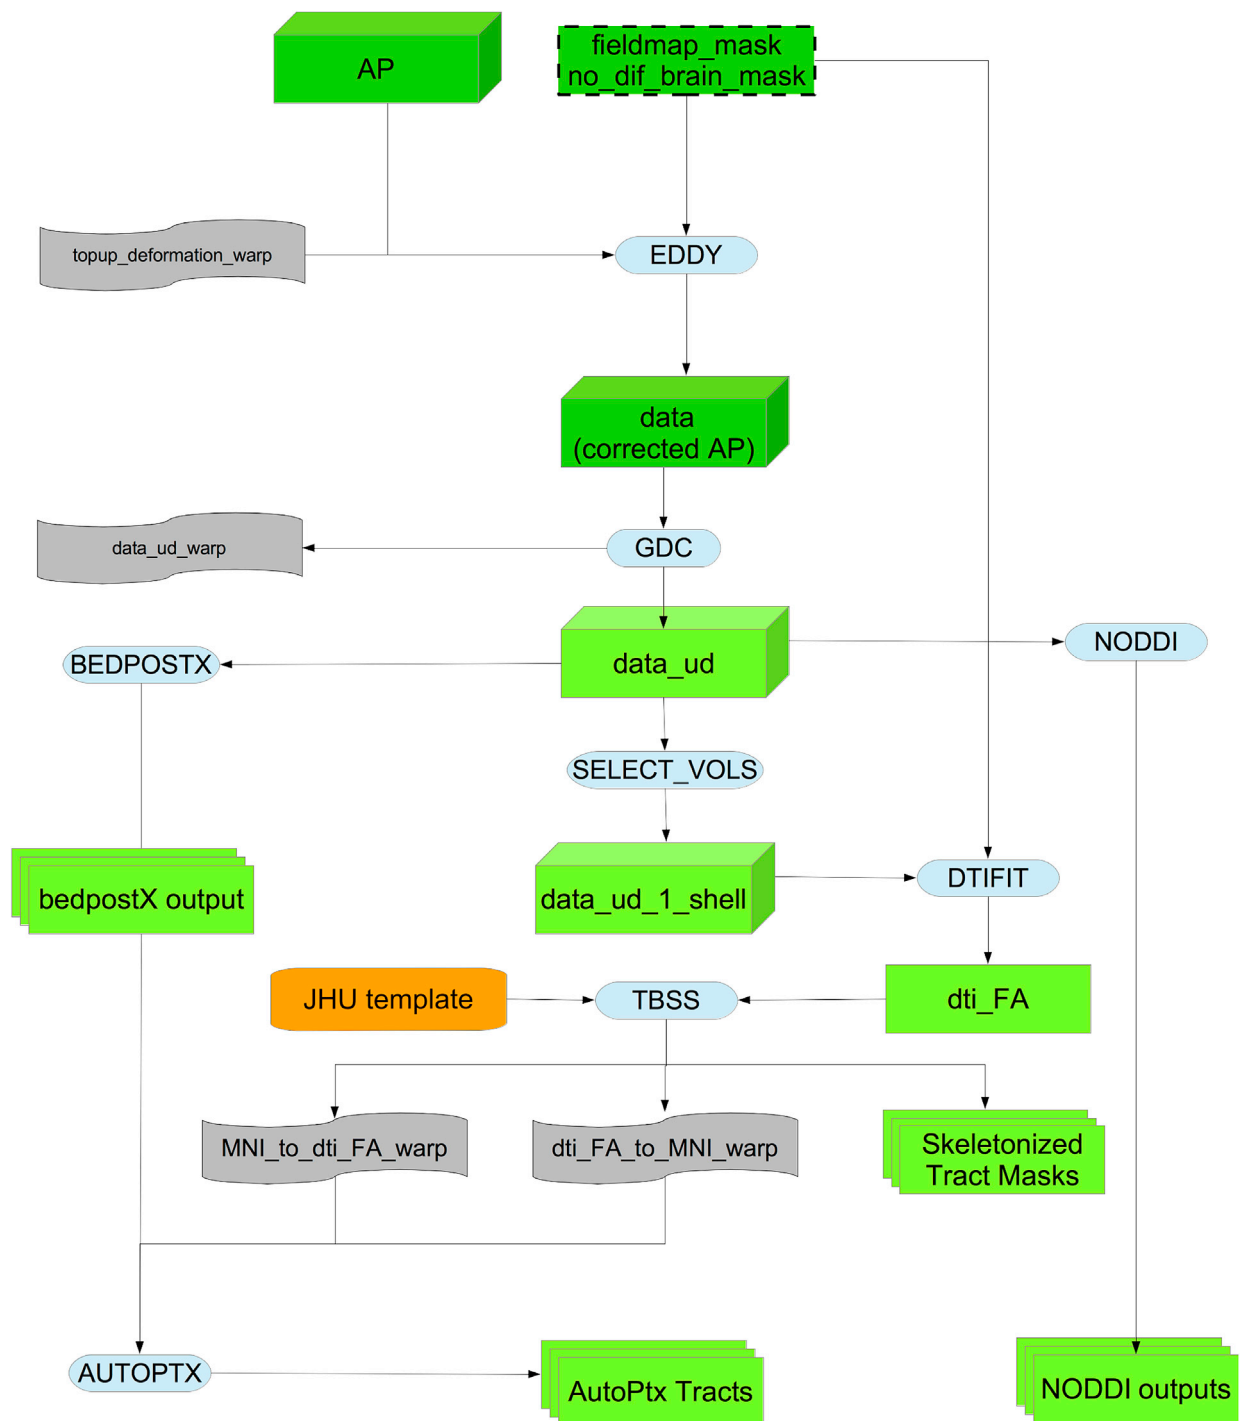 AP
fieldmap_mask
no_dif_brain_mask
topup_deformation_warp
EDDY
data
(corrected AP)
data_ud_warp
GDC
BEDPOSTX
data_ud
NODDI
SELECT_VOLS
bedpostX output
data_ud_1_shell
DTIFIT
JHU template
TBSS
dti_FA
MNI_to_dti_FA_warp
dti_FA_to_MNI_warp
Skeletonized
Tract Masks
AUTOPTX
AutoPtx Tracts
NODDI outputs